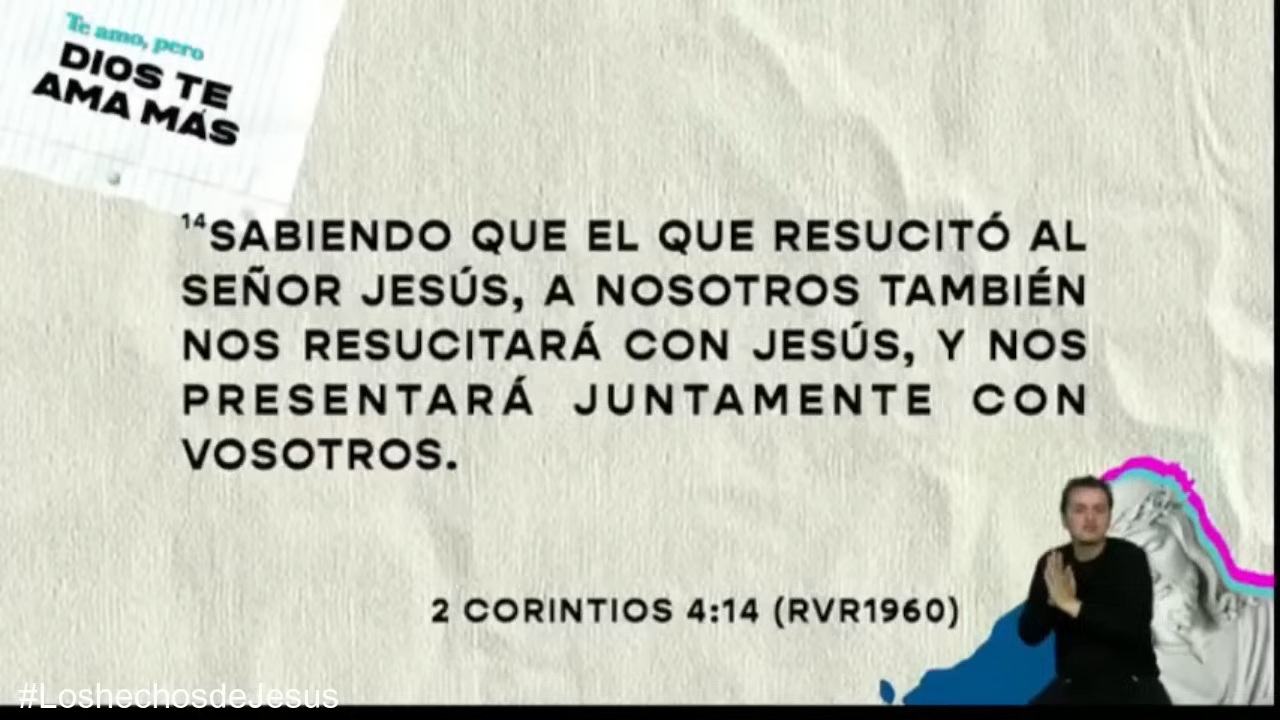 Te amo, pero
DIOS TE
AMA MÁS
14SABIENDO QUE EL QUE RESUCITÓ AL
SEÑOR JESÚS, A NOSOTROS TAMBIÉN
NOS RESUCITARÁ CON JESÚS, Y NOS
PRESENTARÁ JUNTAMENTE CON
VOSOTROS.
2 CORINTIOS 4:14 (RVR1960)
#LoshechosdeJesus